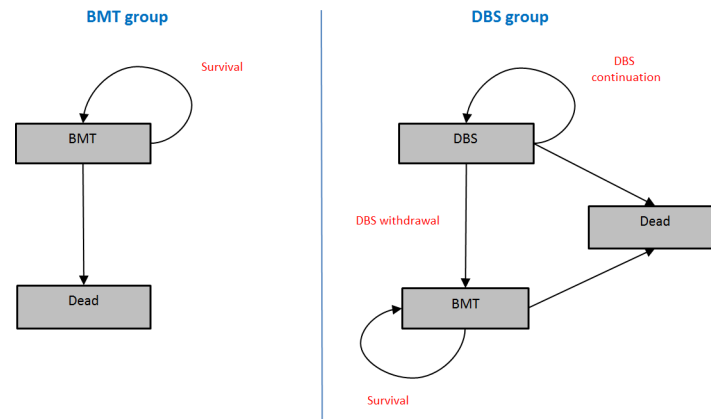 BMT group
Survival
BMT
Dead
DBS group
DBS
continuation
DBS
Dead
DBS withdrawal
BMT
Survival